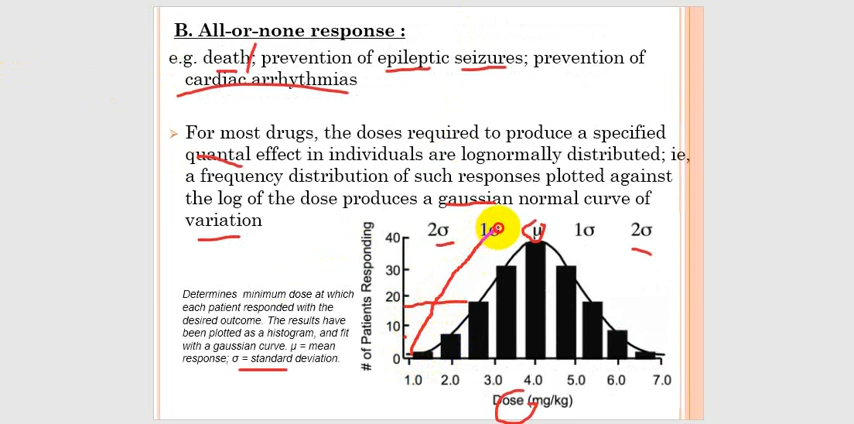 B. All-or-none response :
e.g. death; prevention of epileptic seizures; prevention of
cardiac arrhythmias
➢ For most drugs, the doses required to produce a specified
quantal effect in individuals are lognormally distributed; ie,
a frequency distribution of such responses plotted against
the log of the dose produces a gaussian normal curve of
variation
Determines minimum dose at which
each patient responded with the
desired outcome. The results have
been plotted as a histogram, and fit
with a gaussian curve. μ = mean
response; σ = standard deviation.
# of Patients Responding
2σ 1σ μ 1σ 2σ
40
30
20
10
0
1.0 2.0 3.0 4.0 5.0 6.0 7.0
Dose (mg/kg)